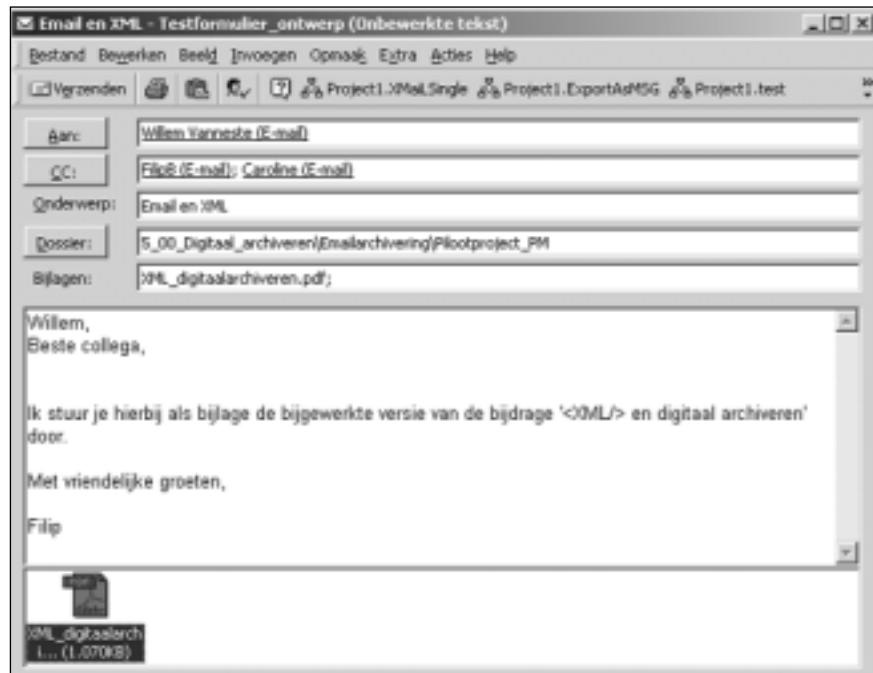 Email en XML - Testformulier_ontwerp (Onbewerkte tekst)
Bestand Bewerken Beeld Invoegen Opmaak Extra Acties Help
Verzenden Project1.XMaiLSingle Project1.ExportAsMSG Project1.test
Aan: Willem Vanneste (E-mail)
CC: FilipB (E-mail); Caroline (E-mail)
Onderwerp: Email en XML
Dossier: 5_00_Digitaal_archiveren\Emailarchivering\Pilootproject_PM
Bijlagen: XML_digitaalarchiveren.pdf;
Willem,
Beste collega,
Ik stuur je hierbij als bijlage de bijgewerkte versie van de bijdrage '<XML/> en digitaal archiveren'
door.
Met vriendelijke groeten,
Filip
XML_digitaalarch
i... (1.070KB)